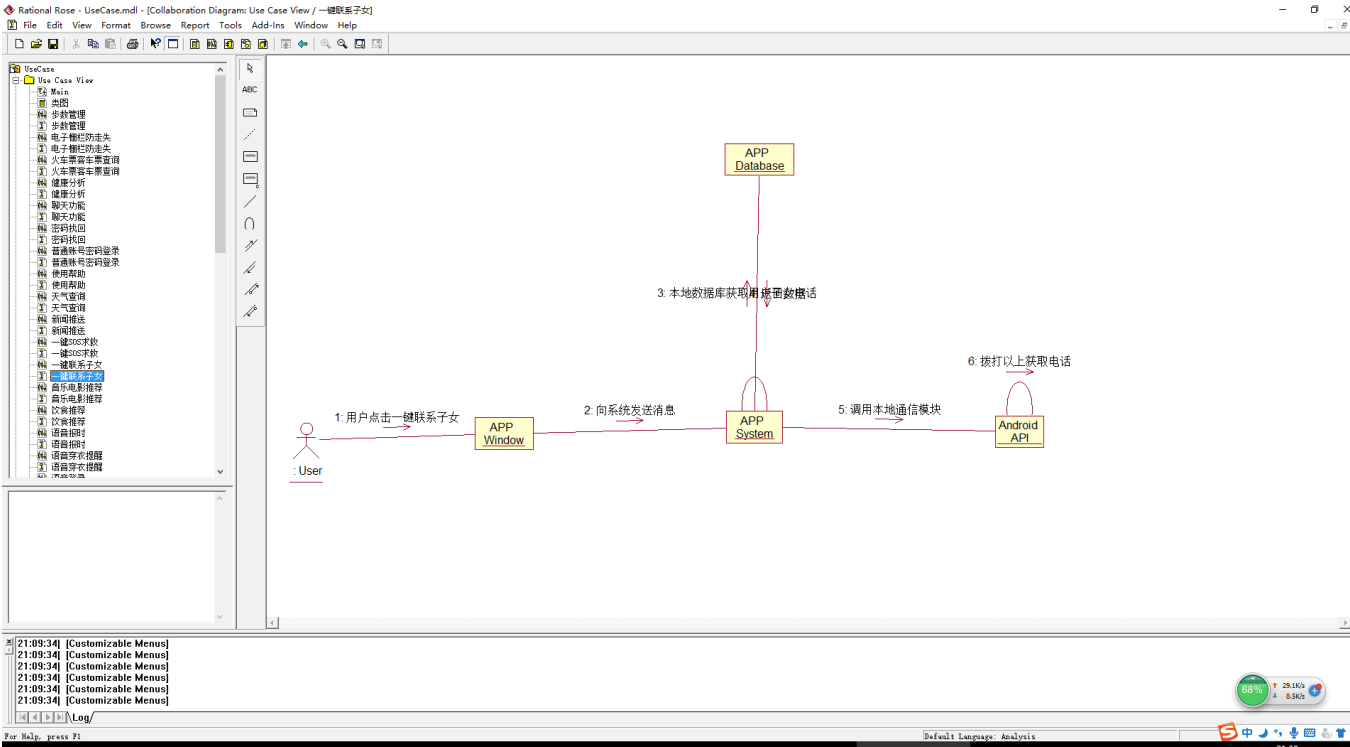 Rational Rose - UseCase.mdl - [Collaboration Diagram: Use Case View / 一键联系子女]
File Edit View Format Browse Report Tools Add-Ins Window Help
UseCase
Use Case View
Main
类图
步数管理
步数管理
电子栅栏防走失
电子栅栏防走失
火车票客车票查询
火车票客车票查询
健康分析
健康分析
聊天功能
聊天功能
密码找回
密码找回
普通账号密码登录
普通账号密码登录
使用帮助
使用帮助
天气查询
天气查询
新闻推送
新闻推送
一键SOS求救
一键SOS求救
一键联系子女
一键联系子女
音乐电影推荐
音乐电影推荐
饮食推荐
饮食推荐
语音报时
语音报时
语音穿衣提醒
语音穿衣提醒
ABC
APP
Database
3: 本地数据库获取用
电话
6: 拨打以上获取电话
1: 用户点击一键联系子女
2: 向系统发送消息
5: 调用本地通信模块
APP
Window
APP
System
Android
API
: User
21:09:34| [Customizable Menus]
21:09:34| [Customizable Menus]
21:09:34| [Customizable Menus]
21:09:34| [Customizable Menus]
21:09:34| [Customizable Menus]
21:09:34| [Customizable Menus]
Log
68%
29.1K/s
0.5K/s
For Help, press F1
Default Language: Analysis
中